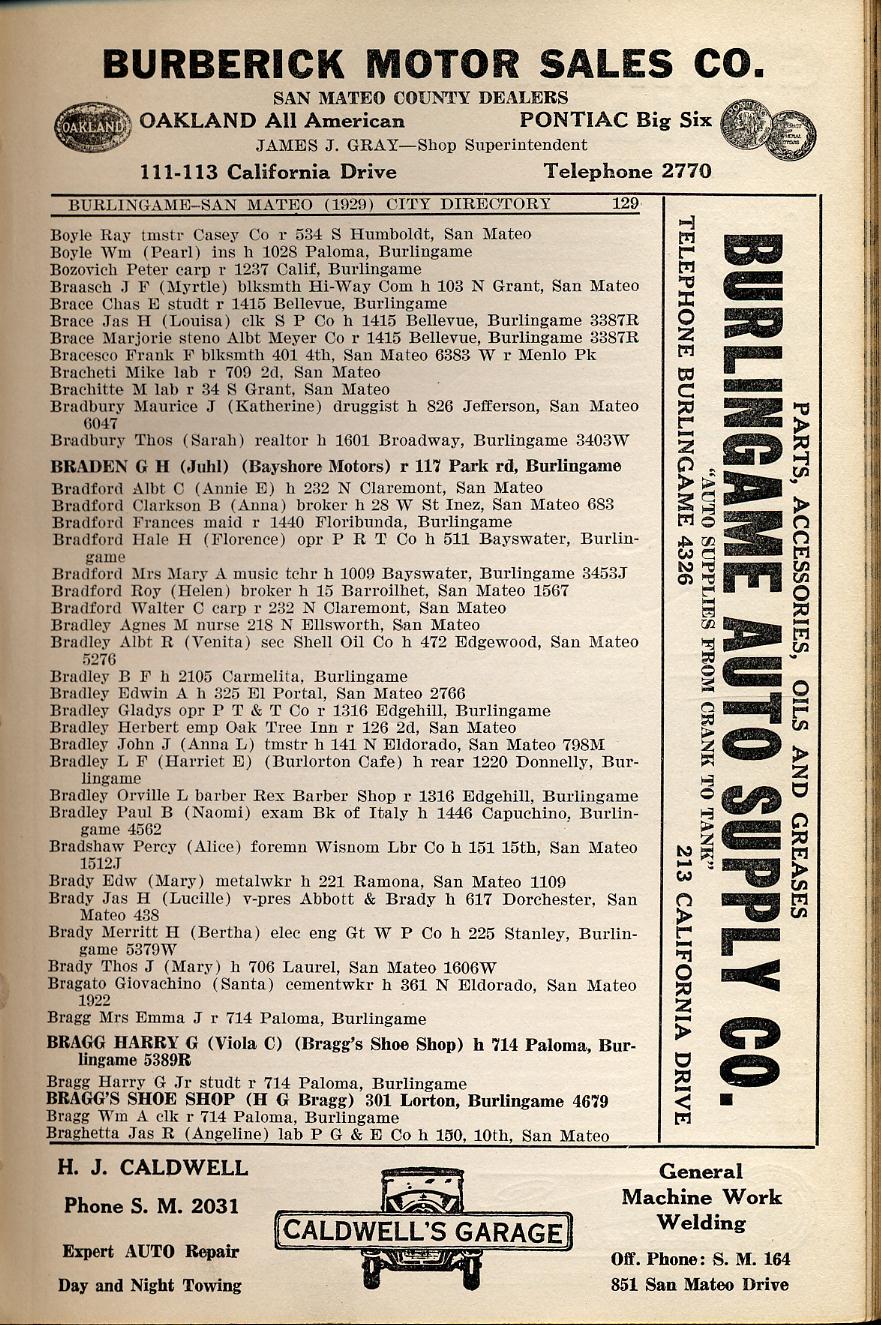 BURBERICK MOTOR SALES CO.
SAN MATEO COUNTY DEALERS
OAKLAND
OAKLAND All American PONTIAC Big Six
PONTIAC
JAMES J. GRAY—Shop Superintendent
111-113 California Drive Telephone 2770
BURLINGAME–SAN MATEO (1929) CITY DIRECTORY 129
Boyle Ray tmstr Casey Co r 534 S Humboldt, San Mateo
Boyle Wm (Pearl) ins h 1028 Paloma, Burlingame
Bozovich Peter carp r 1237 Calif, Burlingame
Braasch J F (Myrtle) blksmth Hi-Way Com h 103 N Grant, San Mateo
Brace Chas E studt r 1415 Bellevue, Burlingame
Brace Jas H (Louisa) clk S P Co h 1415 Bellevue, Burlingame 3387R
Brace Marjorie steno Albt Meyer Co r 1415 Bellevue, Burlingame 3387R
Bracesco Frank F blksmth 401 4th, San Mateo 6383 W r Menlo Pk
Bracheti Mike lab r 709 2d, San Mateo
Brachitte M lab r 34 S Grant, San Mateo
Bradbury Maurice J (Katherine) druggist h 826 Jefferson, San Mateo
6047
Bradbury Thos (Sarah) realtor h 1601 Broadway, Burlingame 3403W
BRADEN G H (Juhl) (Bayshore Motors) r 117 Park rd, Burlingame
Bradford Albt C (Annie E) h 232 N Claremont, San Mateo
Bradford Clarkson B (Anna) broker h 28 W St Inez, San Mateo 683
Bradford Frances maid r 1440 Floribunda, Burlingame
Bradford Hale H (Florence) opr P R T Co h 511 Bayswater, Burlin-
game
Bradford Mrs Mary A music tchr h 1009 Bayswater, Burlingame 3453J
Bradford Roy (Helen) broker h 15 Barroilhet, San Mateo 1567
Bradford Walter C carp r 232 N Claremont, San Mateo
Bradley Agnes M nurse 218 N Ellsworth, San Mateo
Bradley Albt R (Venita) sec Shell Oil Co h 472 Edgewood, San Mateo
5276
Bradley B F h 2105 Carmelita, Burlingame
Bradley Edwin A h 325 El Portal, San Mateo 2766
Bradley Gladys opr P T & T Co r 1316 Edgehill, Burlingame
Bradley Herbert emp Oak Tree Inn r 126 2d, San Mateo
Bradley John J (Anna L) tmstr h 141 N Eldorado, San Mateo 798M
Bradley L F (Harriet E) (Burlorton Cafe) h rear 1220 Donnelly, Bur-
lingame
Bradley Orville L barber Rex Barber Shop r 1316 Edgehill, Burlingame
Bradley Paul B (Naomi) exam Bk of Italy h 1446 Capuchino, Burlin-
game 4562
Bradshaw Percy (Alice) foremn Wisnom Lbr Co h 151 15th, San Mateo
1512J
Brady Edw (Mary) metalwkr h 221 Ramona, San Mateo 1109
Brady Jas H (Lucille) v-pres Abbott & Brady h 617 Dorchester, San
Mateo 438
Brady Merritt H (Bertha) elec eng Gt W P Co h 225 Stanley, Burlin-
game 5379W
Brady Thos J (Mary) h 706 Laurel, San Mateo 1606W
Bragato Giovachino (Santa) cementwkr h 361 N Eldorado, San Mateo
1922
Bragg Mrs Emma J r 714 Paloma, Burlingame
BRAGG HARRY G (Viola C) (Bragg's Shoe Shop) h 714 Paloma, Bur-
lingame 5389R
Bragg Harry G Jr studt r 714 Paloma, Burlingame
BRAGG'S SHOE SHOP (H G Bragg) 301 Lorton, Burlingame 4679
Bragg Wm A clk r 714 Paloma, Burlingame
Braghetta Jas R (Angeline) lab P G & E Co h 150, 10th, San Mateo
PARTS, ACCESSORIES, OILS AND GREASES
BURLINGAME AUTO SUPPLY CO.
"AUTO SUPPLIES FROM CRANK TO TANK"
TELEPHONE BURLINGAME 4326 213 CALIFORNIA DRIVE
H. J. CALDWELL
Phone S. M. 2031
Expert AUTO Repair
Day and Night Towing
CALDWELL'S GARAGE
General
Machine Work
Welding
Off. Phone: S. M. 164
851 San Mateo Drive